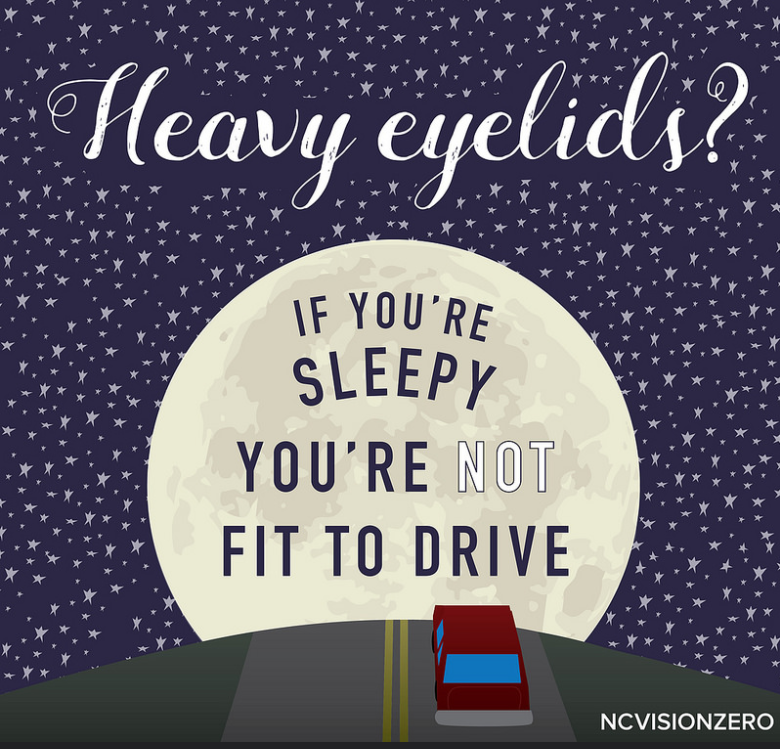 Heavy eyelids?
IF YOU'RE
SLEEPY
YOU'RE NOT
FIT TO DRIVE
NCVISIONZERO